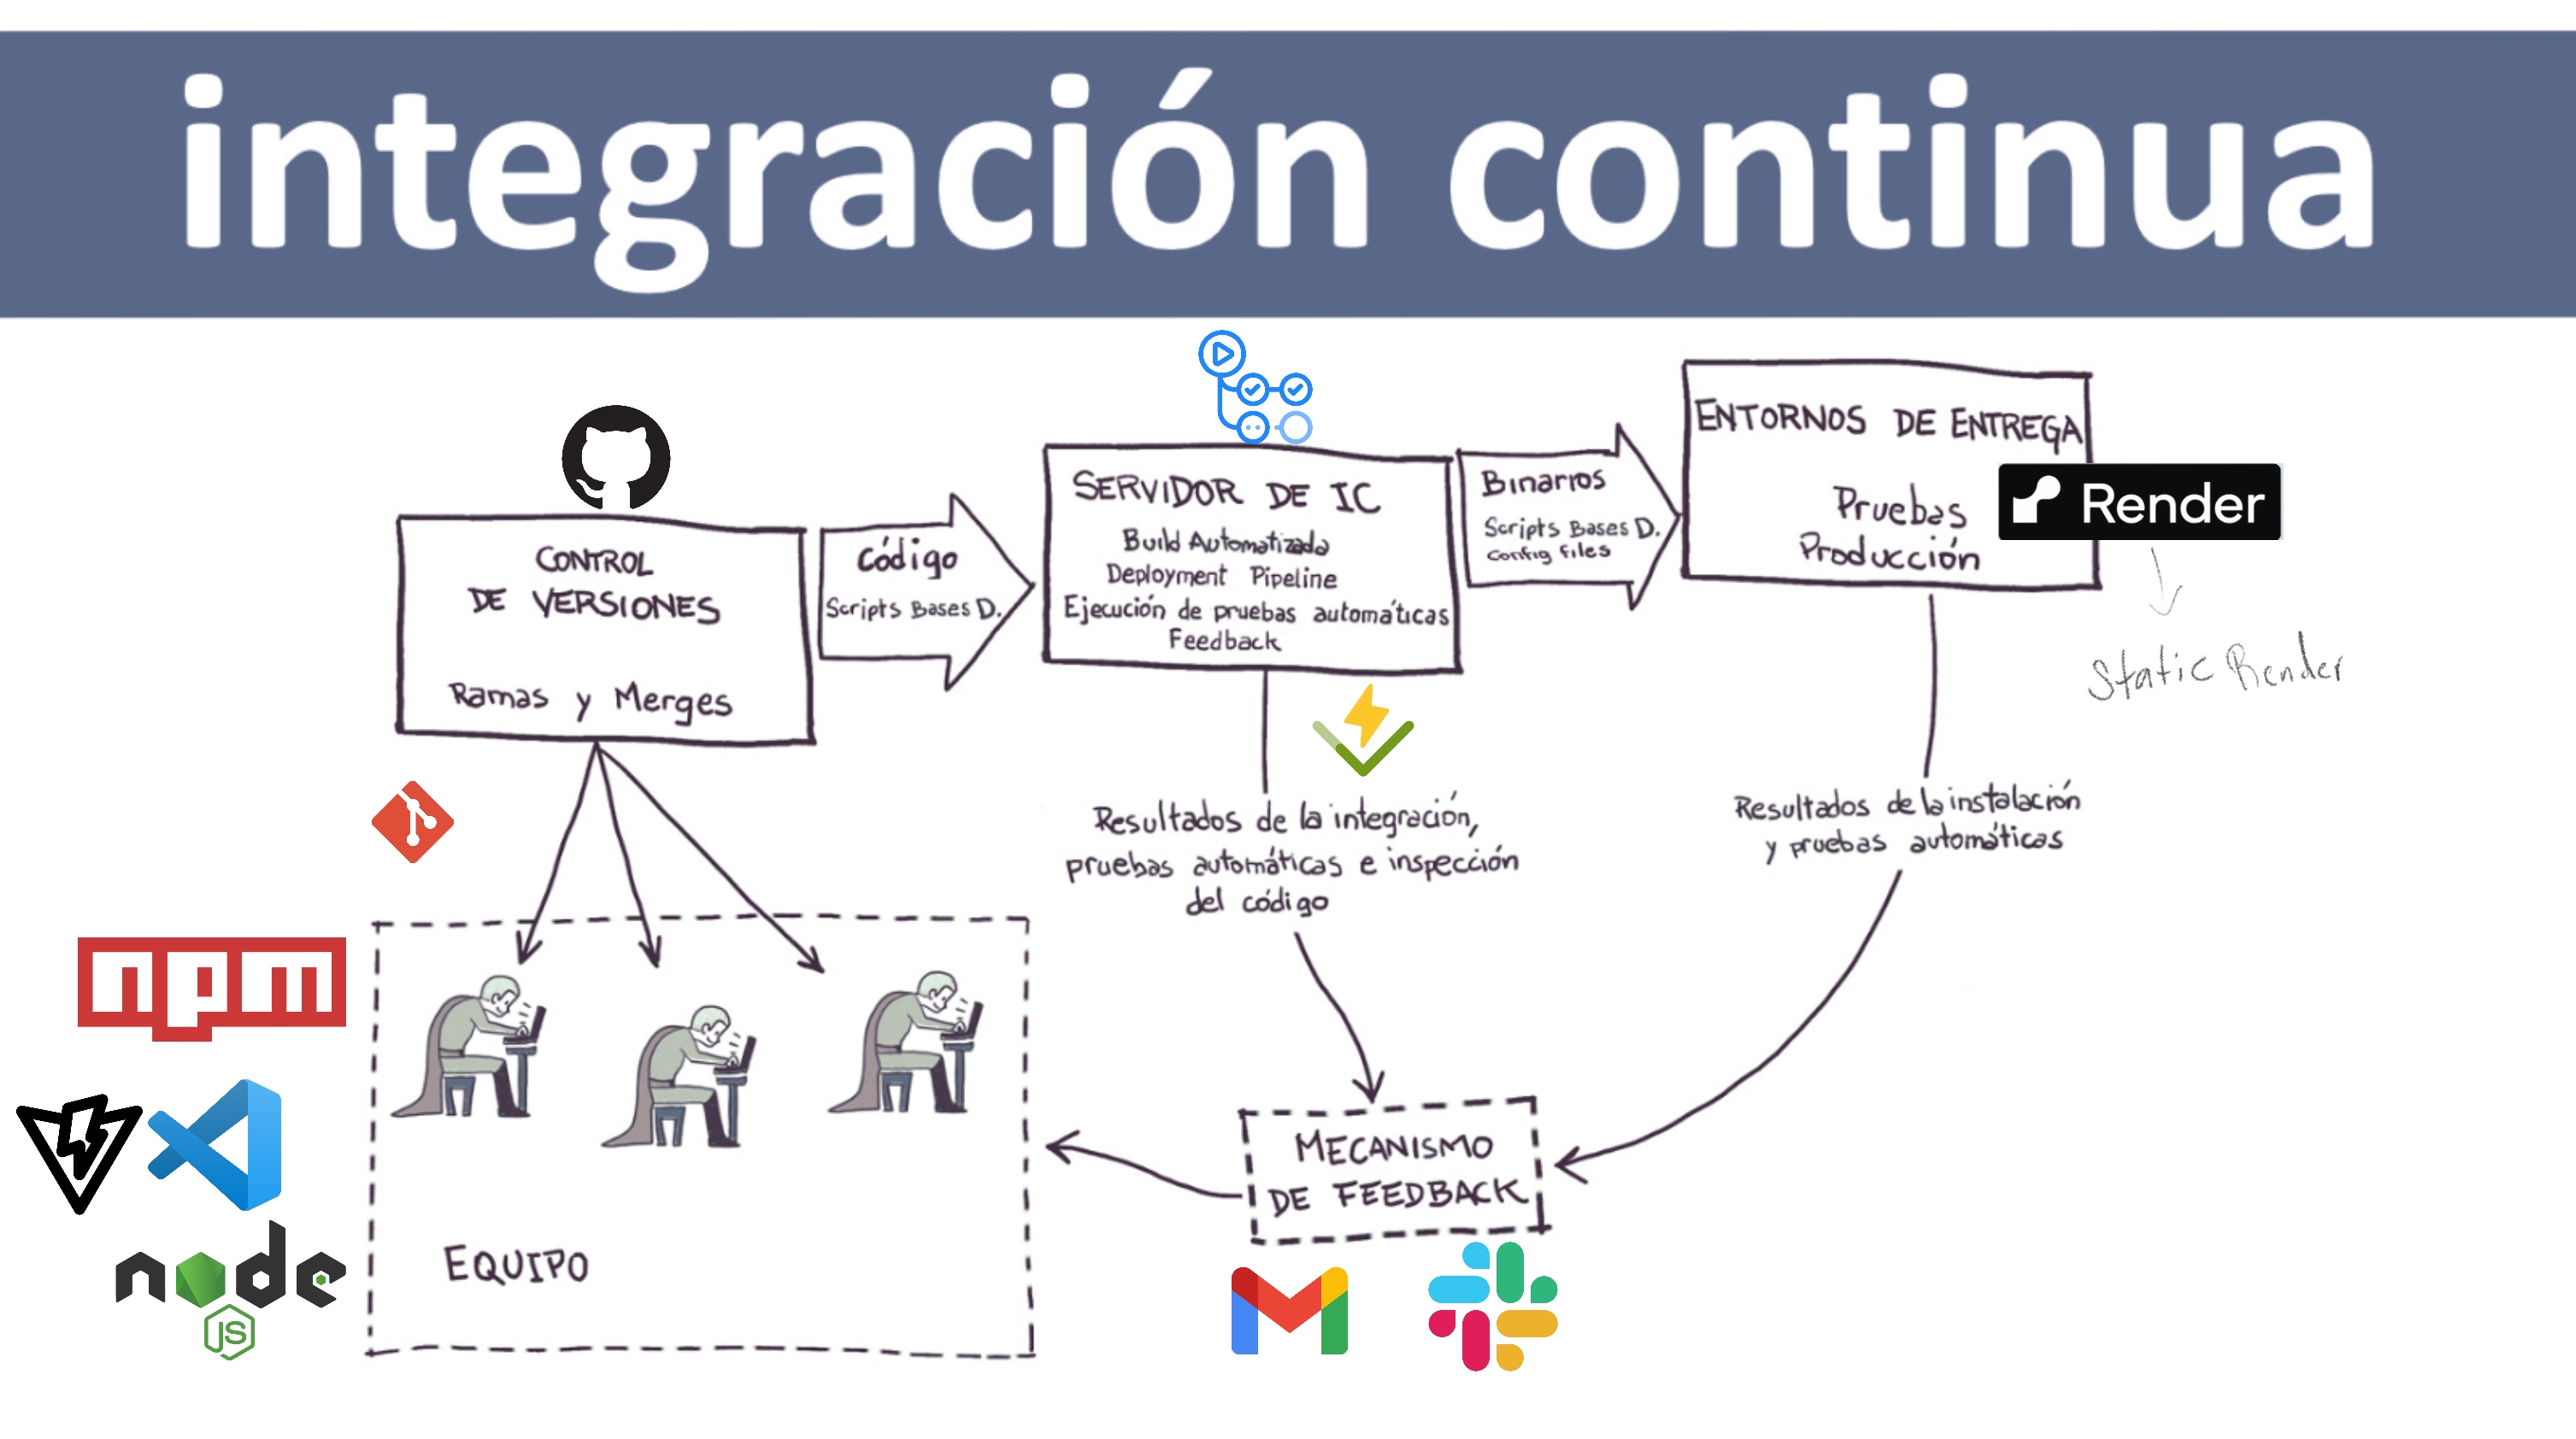 integración continua
CONTROL
DE VERSIONES
Ramas y Merges
Código
Scripts Bases D.
SERVIDOR DE IC
Build Automatizada
Deployment Pipeline
Ejecución de pruebas automáticas
Feedback
Binarios
Scripts Bases D.
Config files
ENTORNOS DE ENTREGA
Pruebas
Producción
Render
Static Render
Resultados de la integración,
pruebas automáticas e inspección
del código
Resultados de la instalación
y pruebas automáticas
npm
node
JS
EQUIPO
MECANISMO
DE FEEDBACK